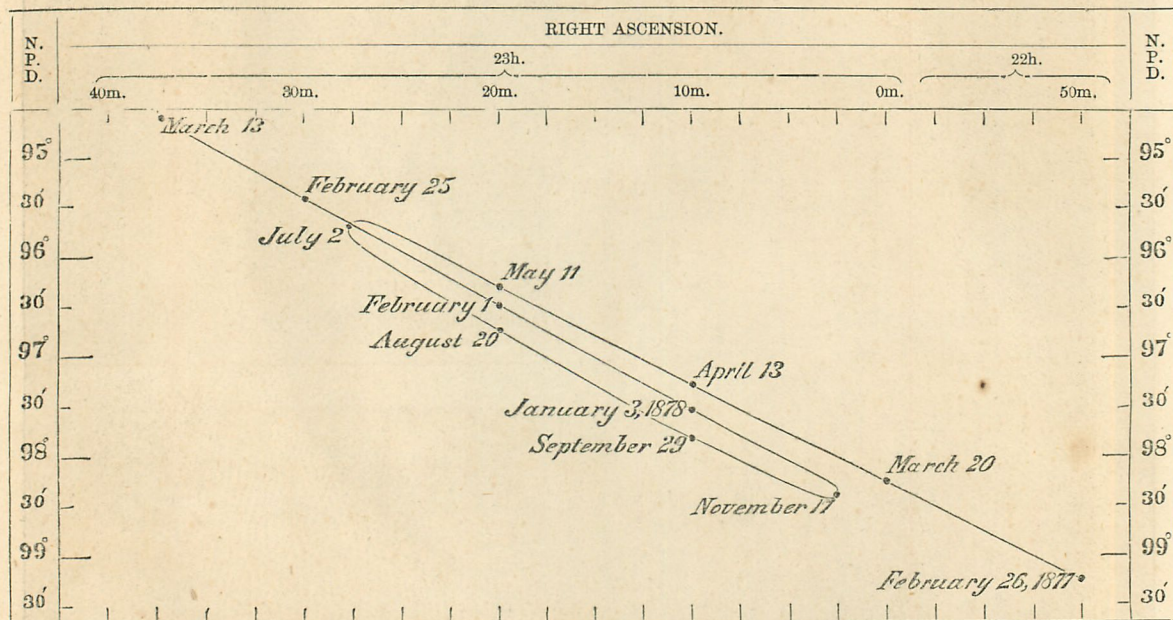 RIGHT ASCENSION.
N.
P.
D.
N.
P.
D.
23h.
22h.
40m.
30m.
20m.
10m.
0m.
50m.
March 13
95°
95°
February 25
30′
30′
July 2
96°
96°
May 11
February 1
30′
30′
August 20
97°
97°
April 13
January 3, 1878
30′
30′
September 29
98°
98°
March 20
30′
30′
November 17
99°
99°
February 26, 1877
30′
30′